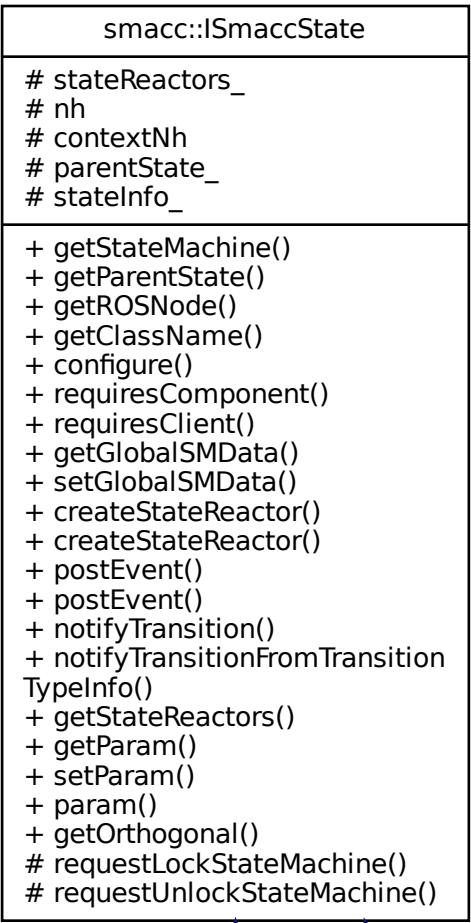 smacc::ISmaccState
# stateReactors_
# nh
# contextNh
# parentState_
# stateInfo_
+ getStateMachine()
+ getParentState()
+ getROSNode()
+ getClassName()
+ configure()
+ requiresComponent()
+ requiresClient()
+ getGlobalSMData()
+ setGlobalSMData()
+ createStateReactor()
+ createStateReactor()
+ postEvent()
+ postEvent()
+ notifyTransition()
+ notifyTransitionFromTransition
TypeInfo()
+ getStateReactors()
+ getParam()
+ setParam()
+ param()
+ getOrthogonal()
# requestLockStateMachine()
# requestUnlockStateMachine()